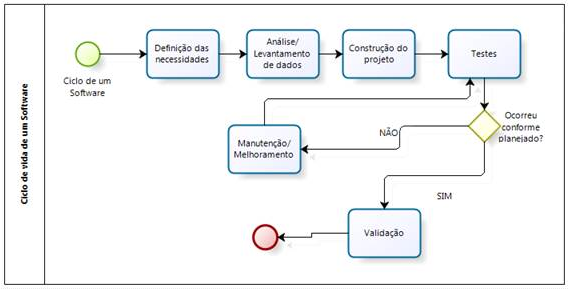 Ciclo de vida de um Software
Ciclo de um
Software
Definição das
necessidades
Análise/
Levantamento
de dados
Construção do
projeto
Testes
Ocorreu
conforme
planejado?
NÃO
Manutenção/
Melhoramento
SIM
Validação